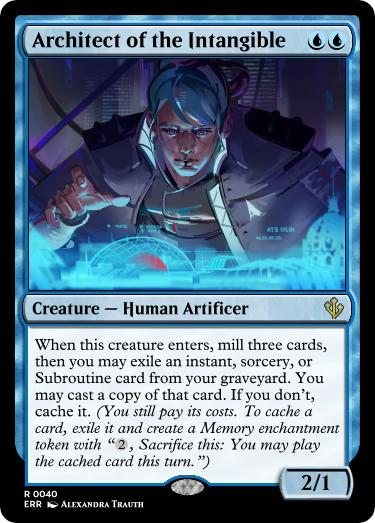 Architect of the Intangible
Creature — Human Artificer
When this creature enters, mill three cards,
then you may exile an instant, sorcery, or
Subroutine card from your graveyard. You
may cast a copy of that card. If you don't,
cache it. (You still pay its costs. To cache a
card, exile it and create a Memory enchantment
token with “2, Sacrifice this: You may play
the cached card this turn.”)
2/1
R 0040
ERR Alexandra Trauth